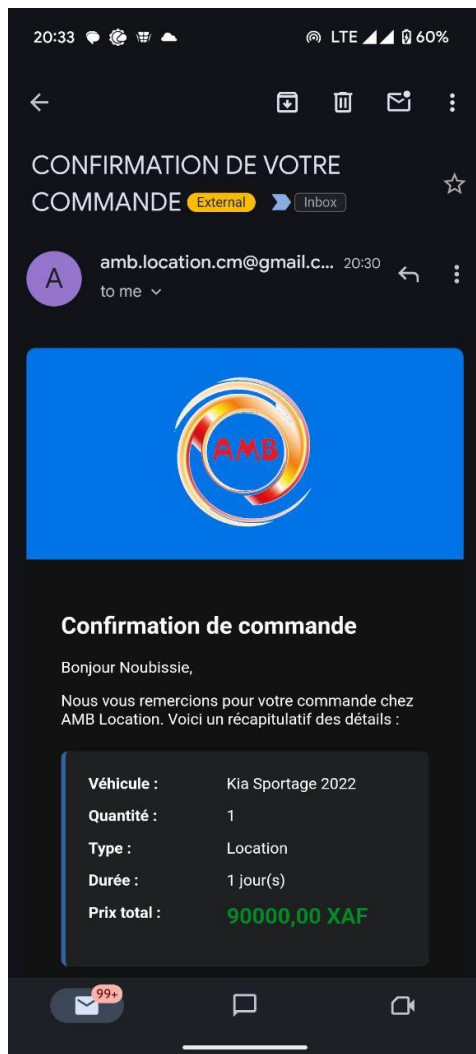 20:33 LTE 60%
CONFIRMATION DE VOTRE
COMMANDE External Inbox
A
amb.location.cm@gmail.c... 20:30
to me
AMB
Confirmation de commande
Bonjour Noubissie,
Nous vous remercions pour votre commande chez
AMB Location. Voici un récapitulatif des détails :
Véhicule : Kia Sportage 2022
Quantité : 1
Type : Location
Durée : 1 jour(s)
Prix total : 90000,00 XAF
99+